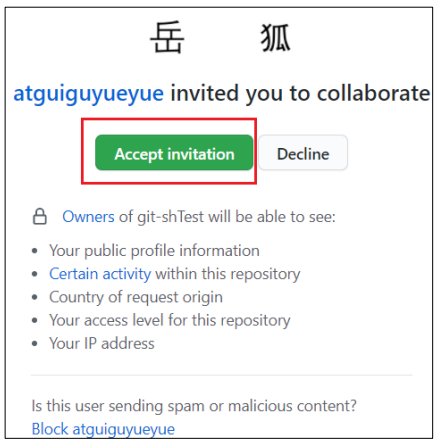 岳 狐
atguiguyueyue invited you to collaborate
Accept invitation Decline
Owners of git-shTest will be able to see:
• Your public profile information
• Certain activity within this repository
• Country of request origin
• Your access level for this repository
• Your IP address
Is this user sending spam or malicious content?
Block atguiguyueyue